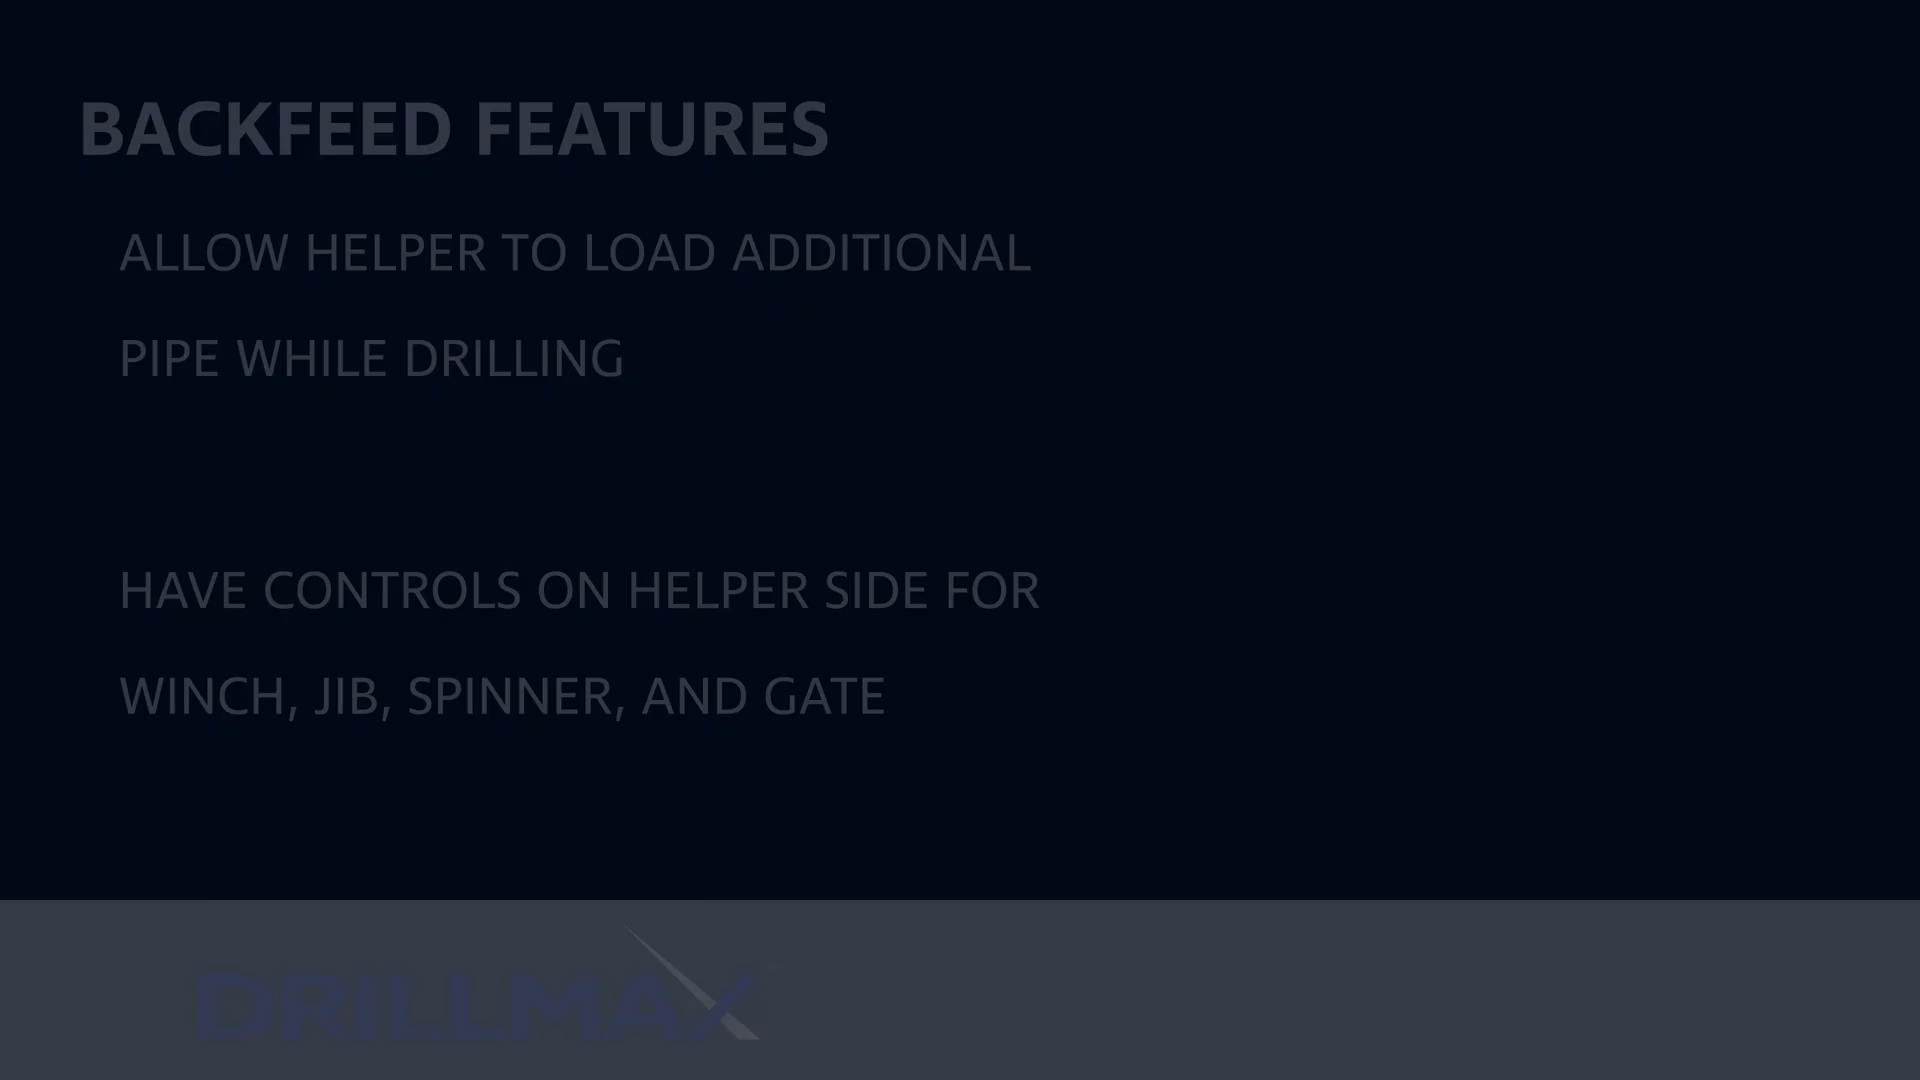 BACKFEED FEATURES
ALLOW HELPER TO LOAD ADDITIONAL
PIPE WHILE DRILLING
HAVE CONTROLS ON HELPER SIDE FOR
WINCH, JIB, SPINNER, AND GATE
DRILLMAX